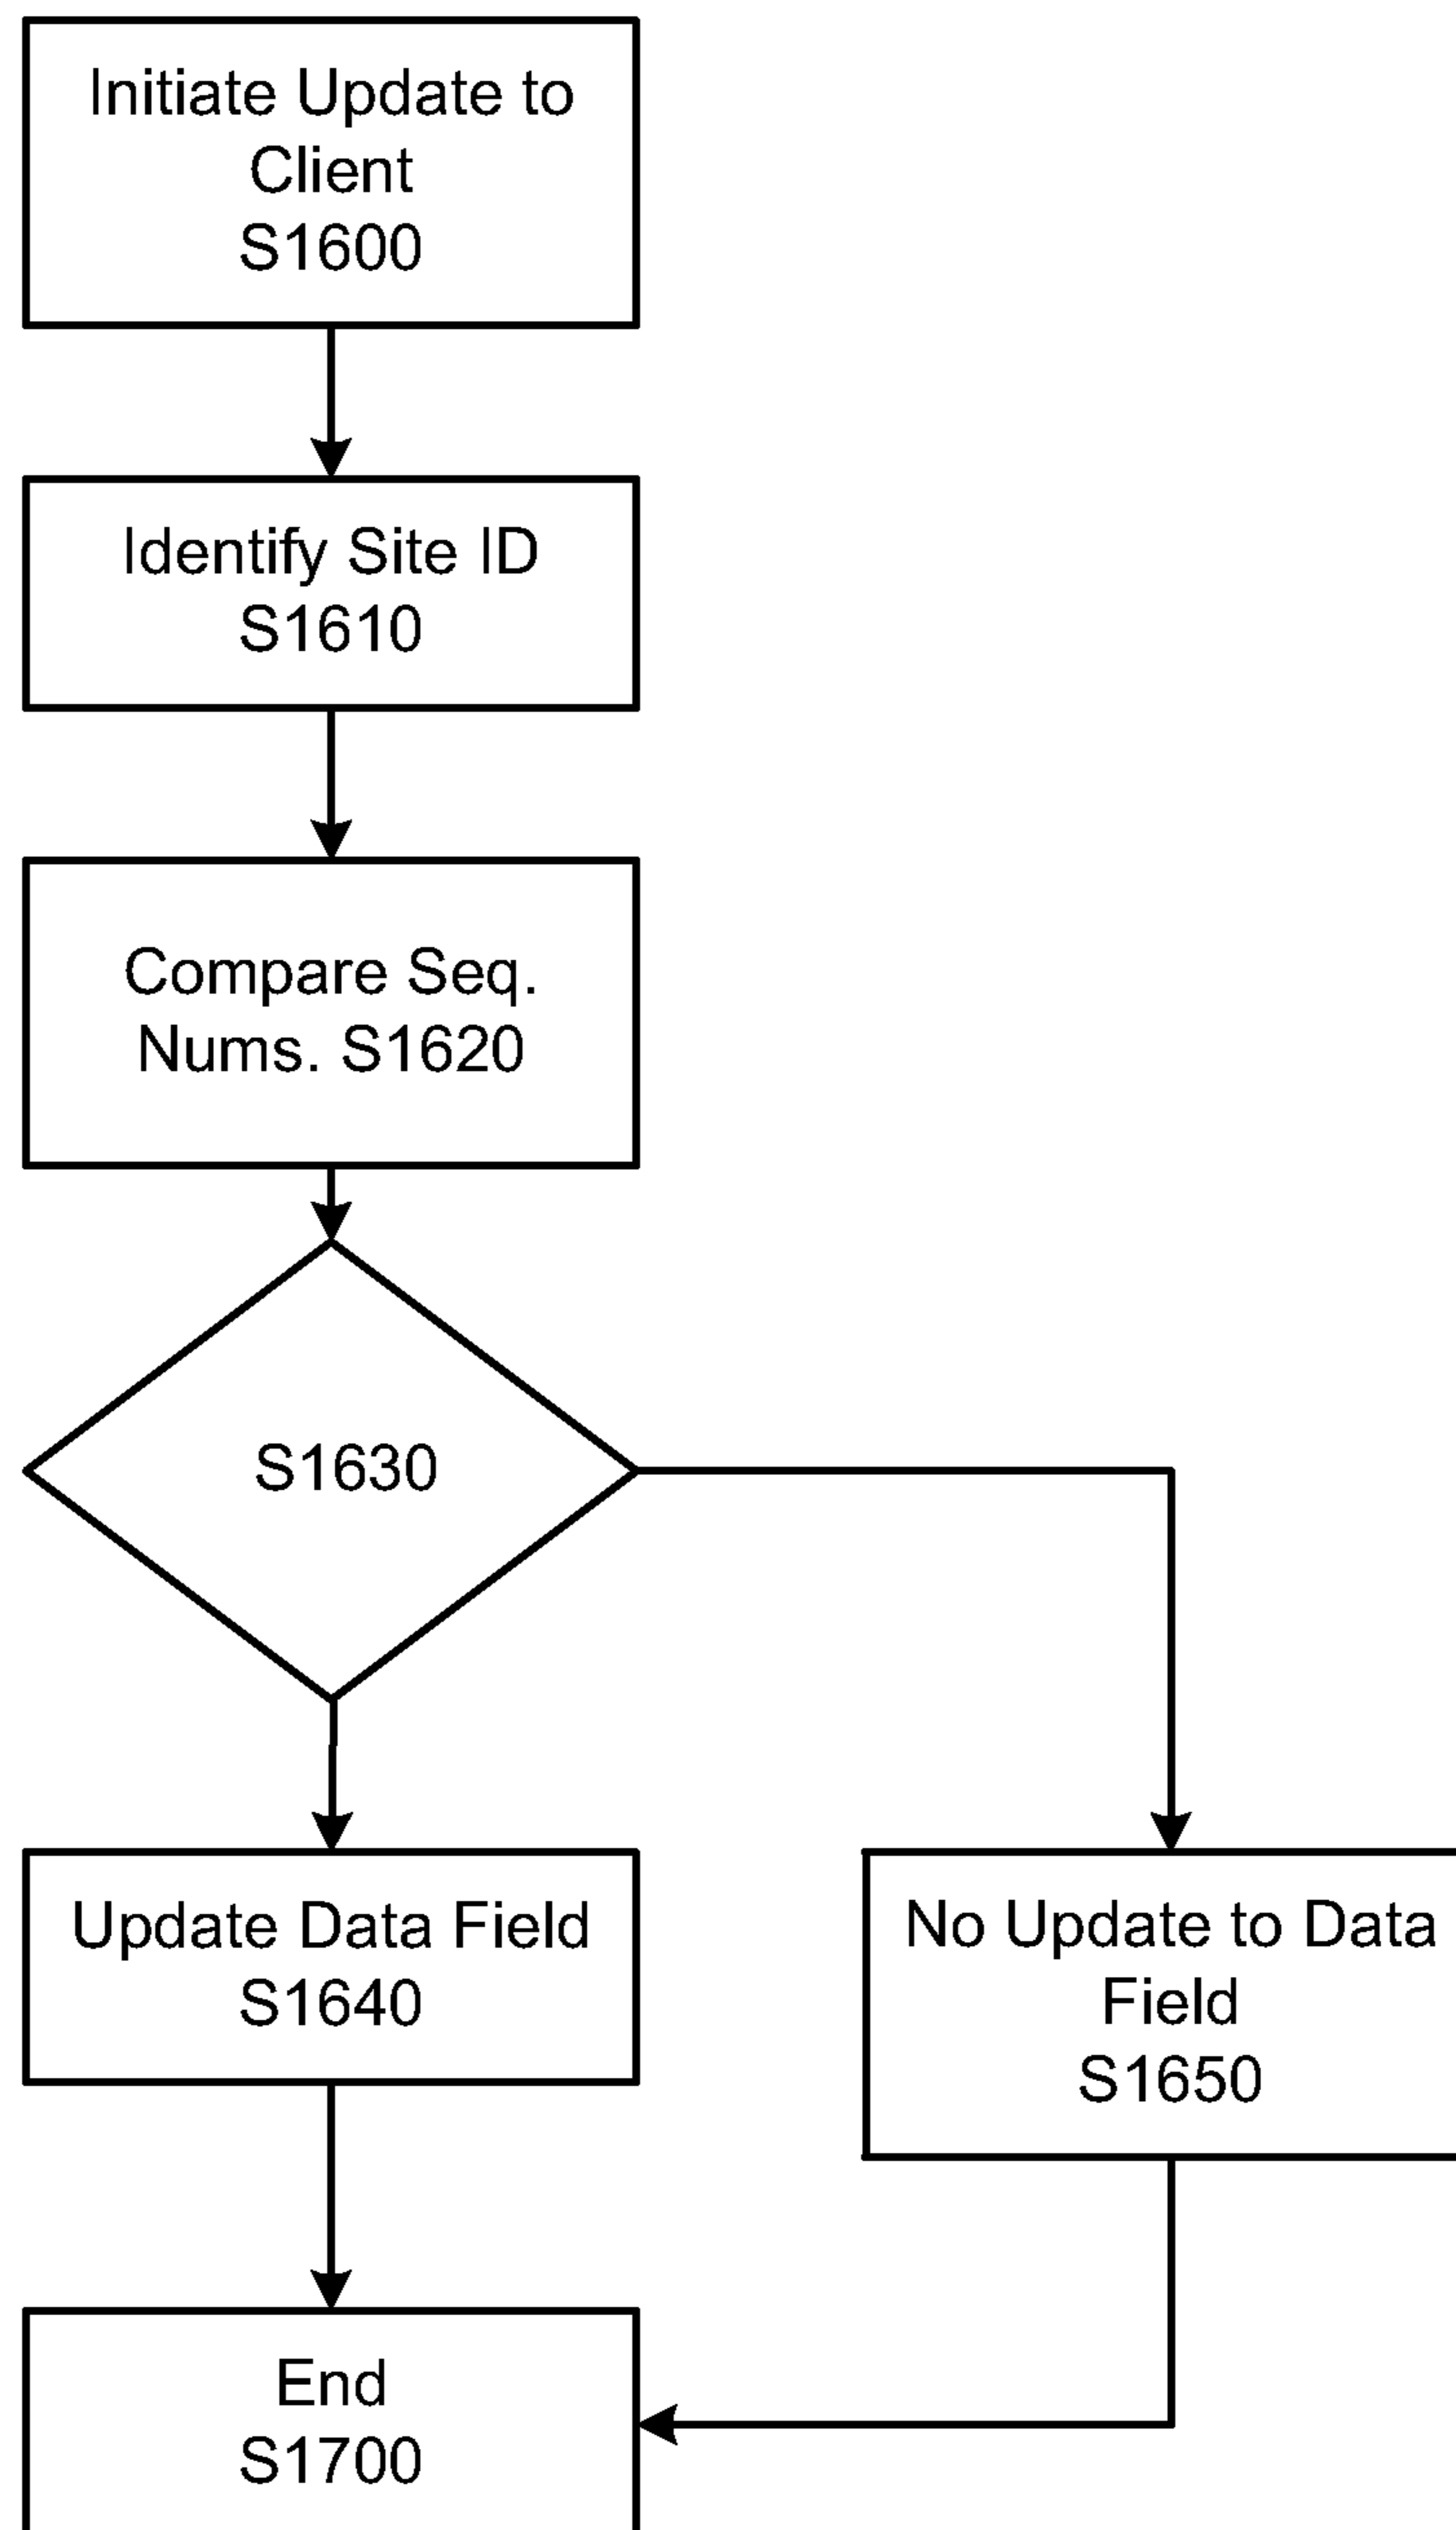 Initiate Update to
Client
S1600
Identify Site ID
S1610
Compare Seq.
Nums. S1620
S1630
Update Data Field
S1640
No Update to Data
Field
S1650
End
S1700